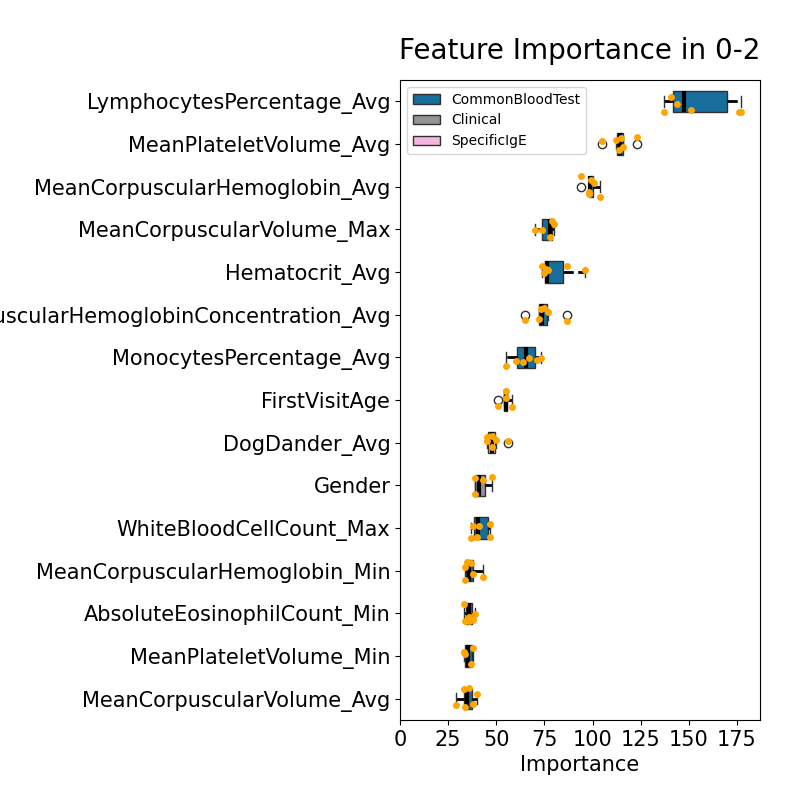 Feature Importance in 0-2
CommonBloodTest
Clinical
SpecificIgE
LymphocytesPercentage_Avg
MeanPlateletVolume_Avg
MeanCorpuscularHemoglobin_Avg
MeanCorpuscularVolume_Max
Hematocrit_Avg
uscularHemoglobinConcentration_Avg
MonocytesPercentage_Avg
FirstVisitAge
DogDander_Avg
Gender
WhiteBloodCellCount_Max
MeanCorpuscularHemoglobin_Min
AbsoluteEosinophilCount_Min
MeanPlateletVolume_Min
MeanCorpuscularVolume_Avg
0 25 50 75 100 125 150 175
Importance